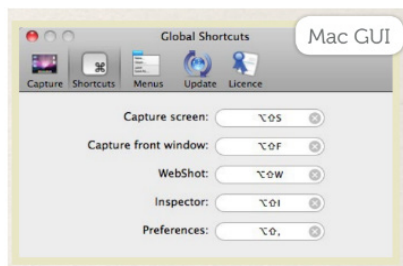 Global Shortcuts
Mac GUI
Capture Shortcuts Menus Update Licence
Capture screen: ⌥⇧S
Capture front window: ⌥⇧F
WebShot: ⌥⇧W
Inspector: ⌥⇧I
Preferences: ⌥⇧,